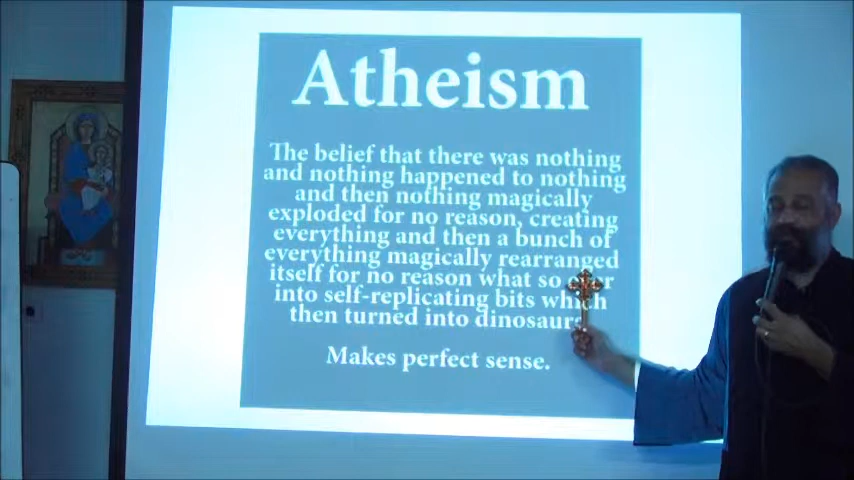 Atheism
The belief that there was nothing
and nothing happened to nothing
and then nothing magically
exploded for no reason, creating
everything and then a bunch of
everything magically rearranged
itself for no reason what so ever
into self-replicating bits which
then turned into dinosaurs.
Makes perfect sense.